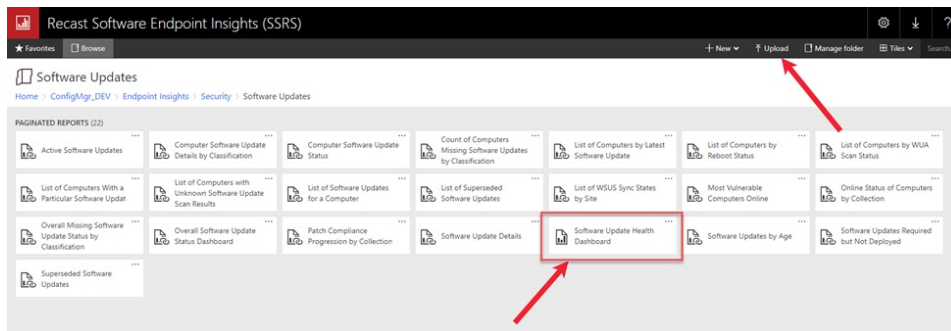 Recast Software Endpoint Insights (SSRS)
Favorites Browse
New Upload Manage folder Tiles Search
Software Updates
Home > ConfigMgr_DEV > Endpoint Insights > Security > Software Updates
PAGINATED REPORTS (22)
Active Software Updates
Computer Software Update
Details by Classification
Computer Software Update
Status
Count of Computers
Missing Software Updates
by Classification
List of Computers by Latest
Software Update
List of Computers by
Reboot Status
List of Computers by WUA
Scan Status
List of Computers With a
Particular Software Updat
List of Computers with
Unknown Software Update
Scan Results
List of Software Updates
for a Computer
List of Superseded
Software Updates
List of WSUS Sync States
by Site
Most Vulnerable
Computers Online
Online Status of Computers
by Collection
Overall Missing Software
Update Status by
Classification
Overall Software Update
Status Dashboard
Patch Compliance
Progression by Collection
Software Update Details
Software Update Health
Dashboard
Software Updates by Age
Software Updates Required
but Not Deployed
Superseded Software
Updates